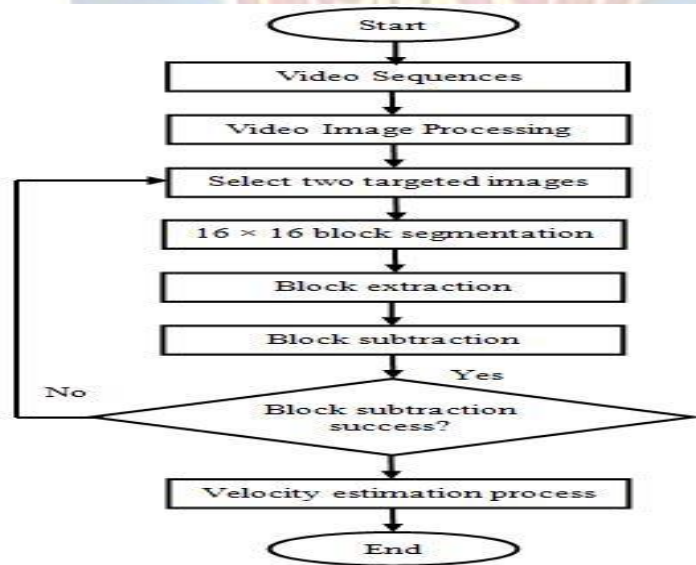 Start
Video Sequences
Video Image Processing
Select two targeted images
16 × 16 block segmentation
Block extraction
Block subtraction
Yes
No
Block subtraction
success?
Velocity estimation process
End